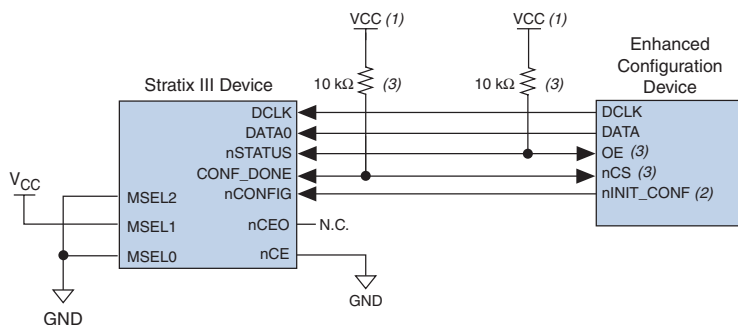 VCC (1)
VCC (1)
Enhanced
Configuration
Device
Stratix III Device
10 kΩ
(3)
10 kΩ
(3)
DCLK
DATA0
nSTATUS
CONF_DONE
nCONFIG
nCEO
N.C.
nCE
GND
DCLK
DATA
OE (3)
nCS (3)
nINIT_CONF (2)
VCC
MSEL2
MSEL1
MSEL0
GND